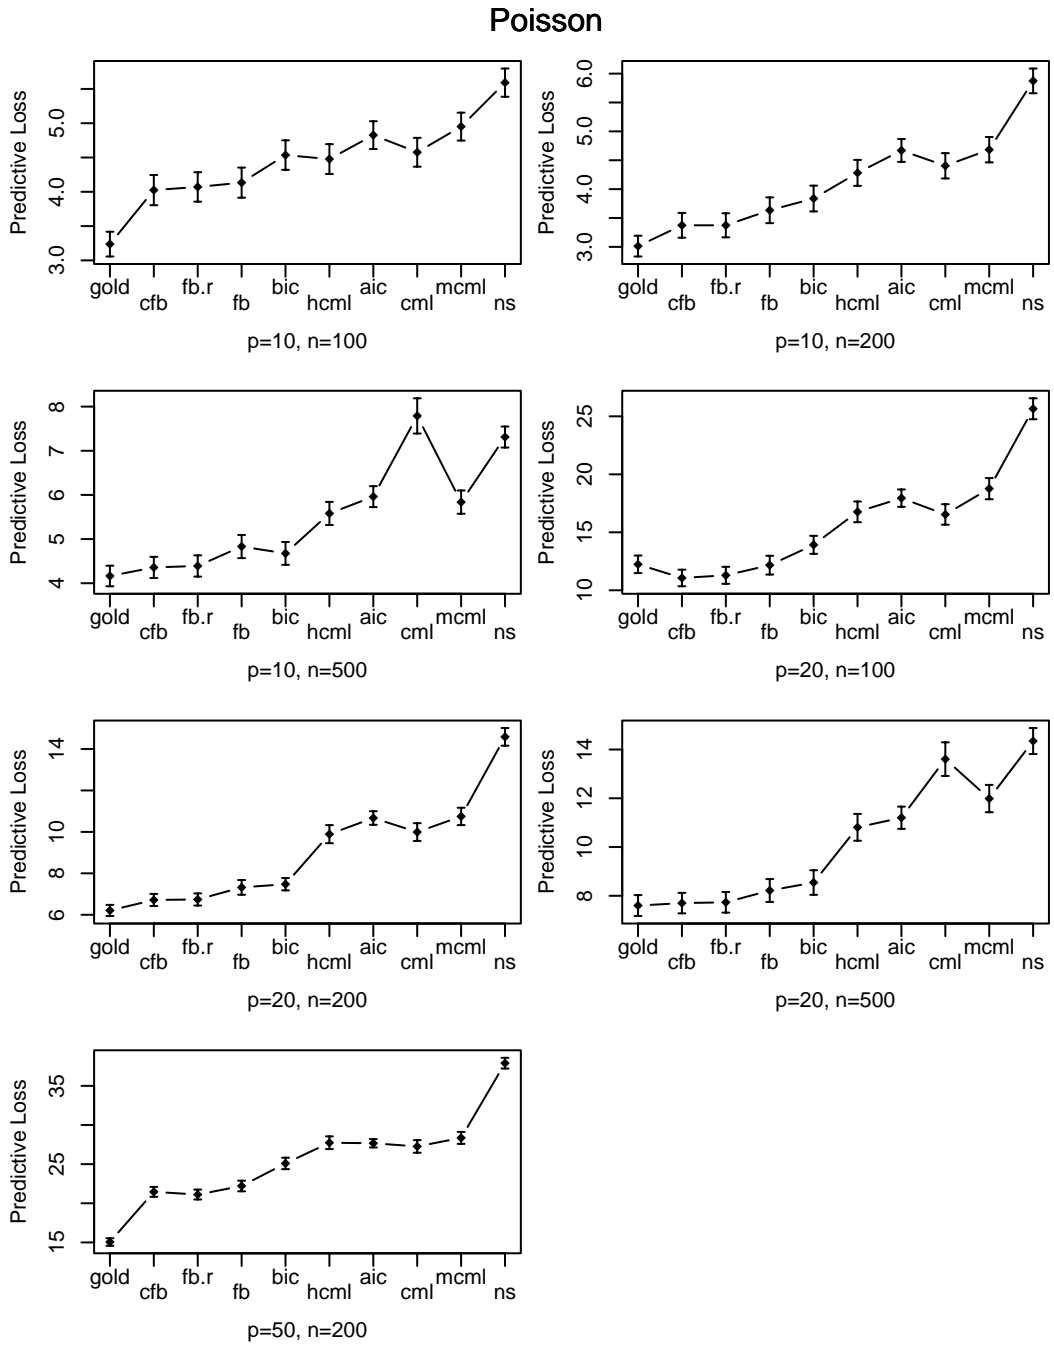 Poisson
Predictive Loss
5.0
4.0
3.0
gold cfb fb.r fb bic hcml aic cml mcml ns
p=10, n=100
Predictive Loss
6.0
5.0
4.0
3.0
gold cfb fb.r fb bic hcml aic cml mcml ns
p=10, n=200
Predictive Loss
8
7
6
5
4
gold cfb fb.r fb bic hcml aic cml mcml ns
p=10, n=500
Predictive Loss
25
20
15
10
gold cfb fb.r fb bic hcml aic cml mcml ns
p=20, n=100
Predictive Loss
14
10
8
6
gold cfb fb.r fb bic hcml aic cml mcml ns
p=20, n=200
Predictive Loss
14
12
10
8
gold cfb fb.r fb bic hcml aic cml mcml ns
p=20, n=500
Predictive Loss
35
25
15
gold cfb fb.r fb bic hcml aic cml mcml ns
p=50, n=200